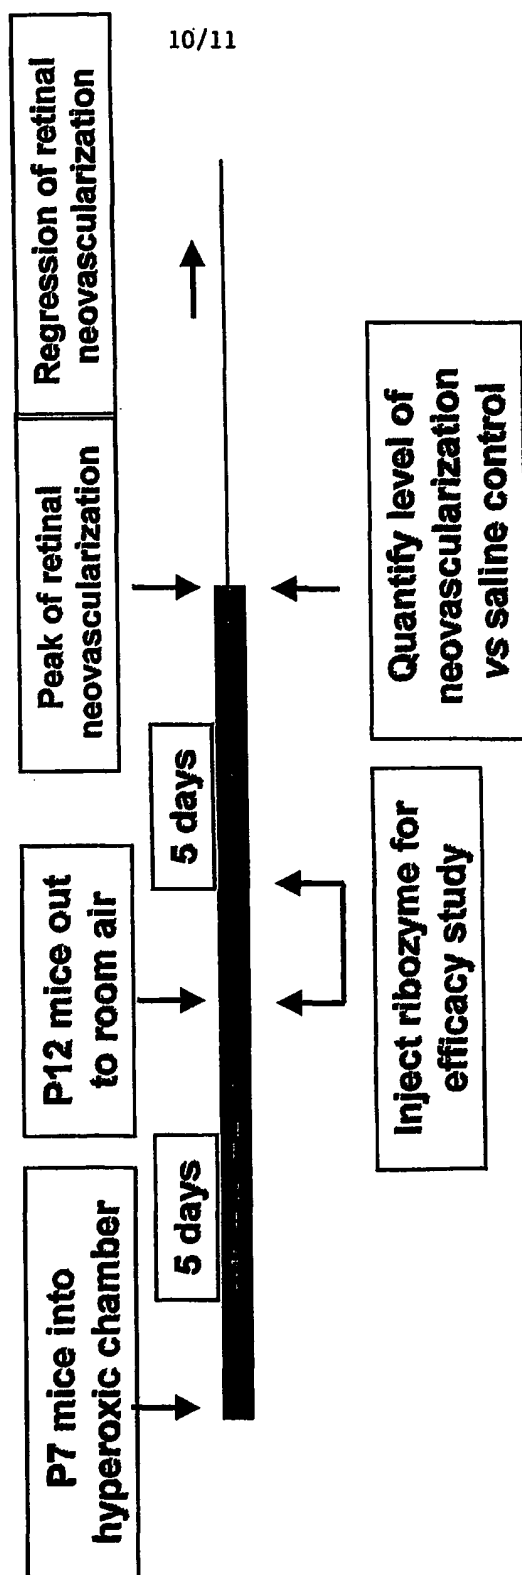 10/11
P7 mice into
hyperoxic chamber
5 days
P12 mice out
to room air
5 days
Peak of retinal
neovascularization
Regression of retinal
neovascularization
Inject ribozyme for
efficacy study
Quantify level of
neovascularization
vs saline control